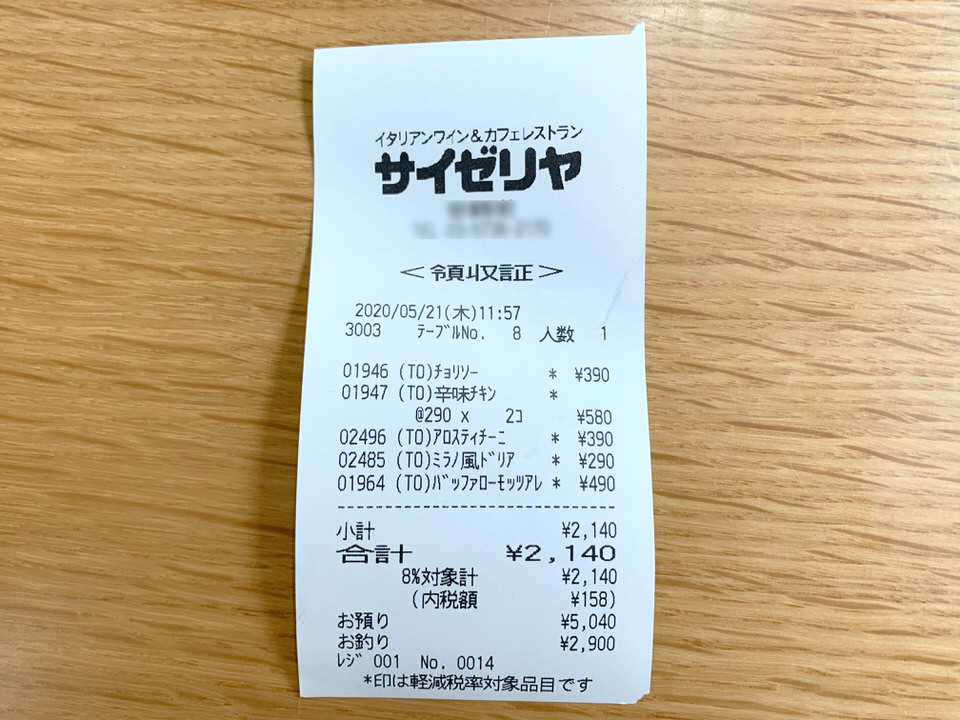 イタリアンワイン&カフェレストラン
サイゼリヤ
<領収証>
2020/05/21(木)11:57
3003 ﾃｰﾌﾞﾙNo. 8 人数 1
01946 (TO)ﾁｮﾘｿｰ * ¥390
01947 (TO)辛味ﾁｷﾝ *
@290 x 2ｺ ¥580
02496 (TO)ｱﾛｽﾃｨﾁｰﾆ * ¥390
02485 (TO)ﾐﾗﾉ風ﾄﾞﾘｱ * ¥290
01964 (TO)ﾊﾞｯﾌｧﾛｰﾓｯﾂｱﾚ * ¥490
小計 ¥2,140
合計 ¥2,140
8%対象計 ¥2,140
(内税額 ¥158)
お預り ¥5,040
お釣り ¥2,900
ﾚｼﾞ 001 No. 0014
*印は軽減税率対象品目です